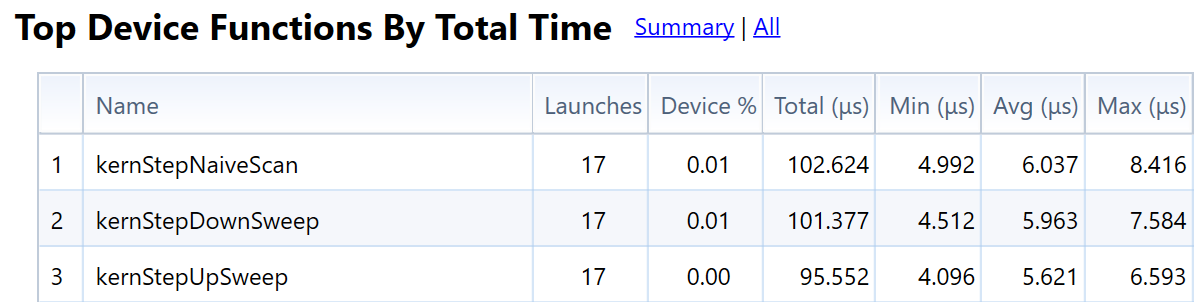 Top Device Functions By Total Time Summary | All
Name Launches Device % Total (µs) Min (µs) Avg (µs) Max (µs)
1 kernStepNaiveScan 17 0.01 102.624 4.992 6.037 8.416
2 kernStepDownSweep 17 0.01 101.377 4.512 5.963 7.584
3 kernStepUpSweep 17 0.00 95.552 4.096 5.621 6.593